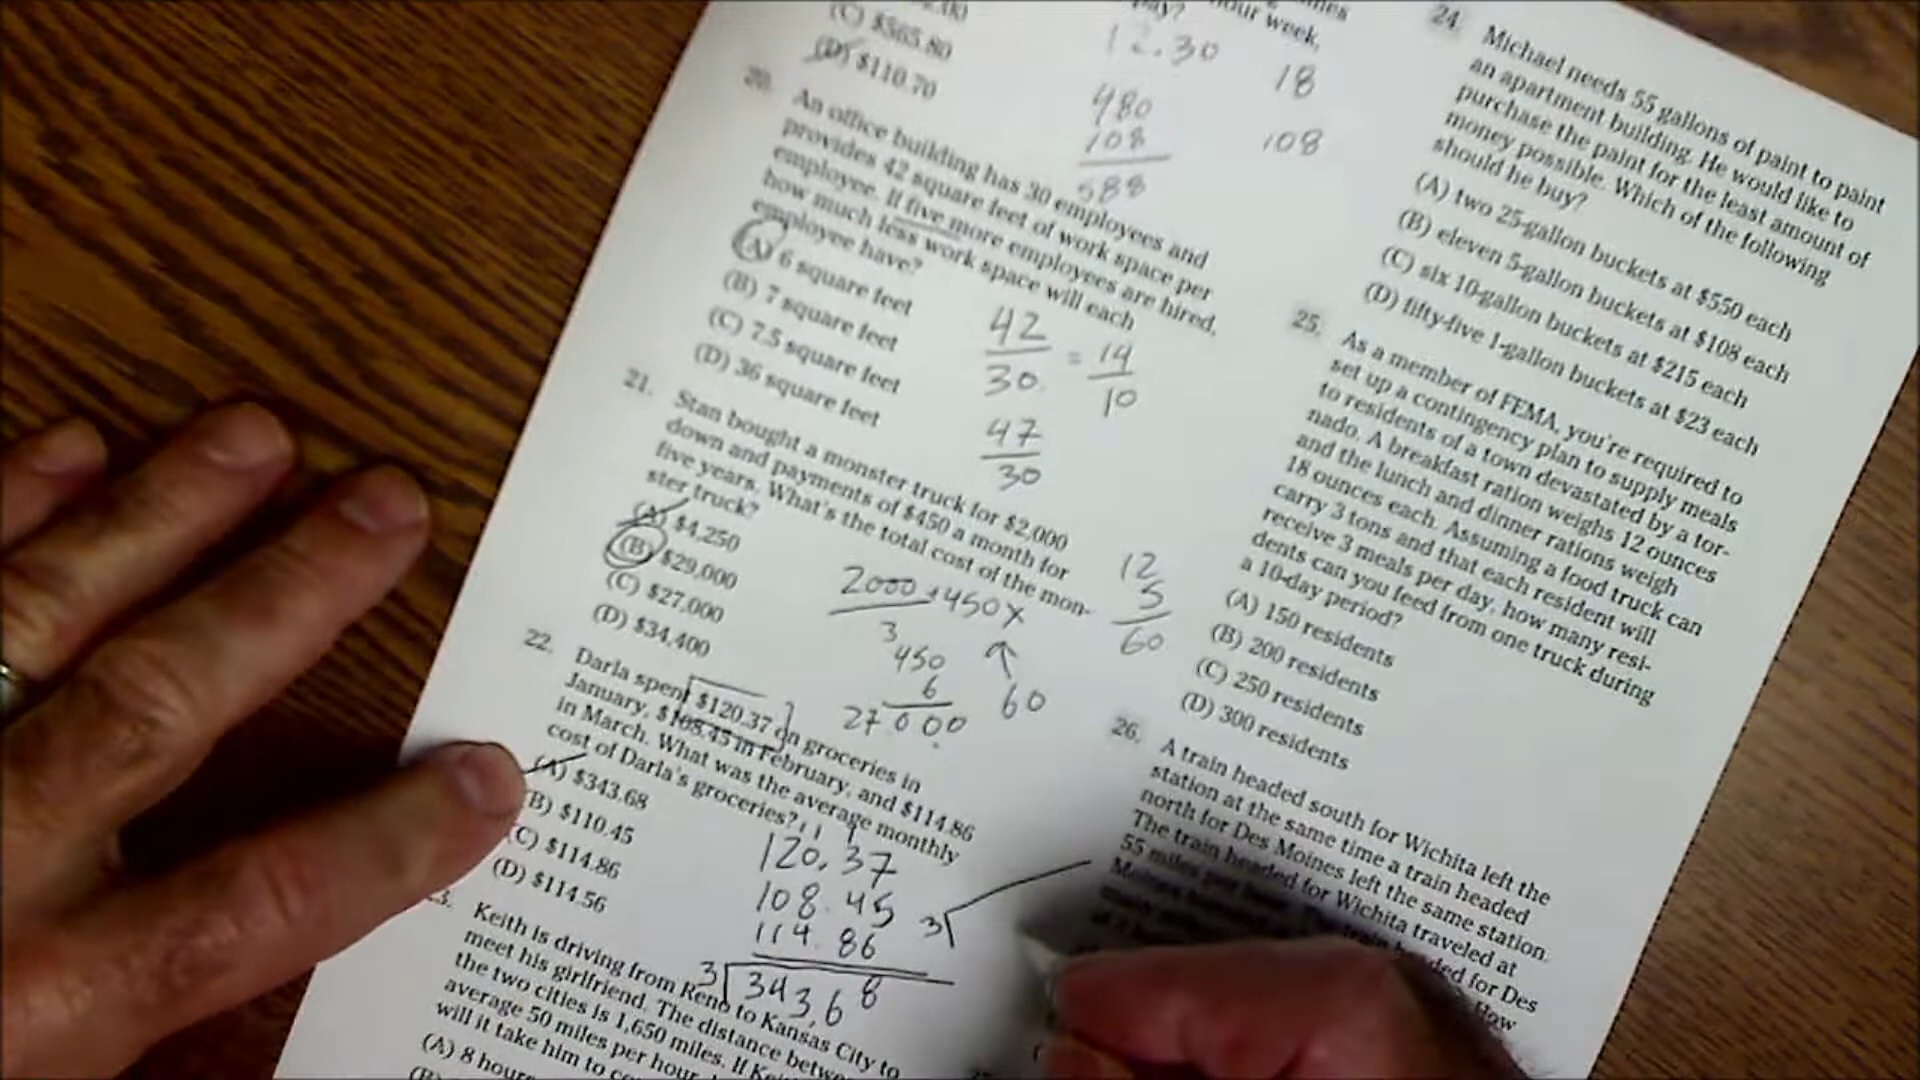 (C) $565.80
(D) $110.70
pay?
hour week,
12.30
480
108
588
18
108
20. An office building has 30 employees and
provides 42 square feet of work space per
employee. If five more employees are hired,
how much less work space will each
employee have?
(A) 6 square feet
(B) 7 square feet
(C) 7.5 square feet
(D) 36 square feet
42
30
= 14
10
47
30
21. Stan bought a monster truck for $2,000
down and payments of $450 a month for
five years. What's the total cost of the mon-
ster truck?
(A) $4,250
(B) $29,000
(C) $27,000
(D) $34,400
2000 + 450 x
3
450
6
27000
60
12
5
60
22. Darla spent $120.37 on groceries in
January, $108.45 in February, and $114.86
in March. What was the average monthly
cost of Darla's groceries?
(A) $343.68
(B) $110.45
(C) $114.86
(D) $114.56
1 1 1
120.37
108.45
114.86
3 343.68
3
23. Keith is driving from Reno to Kansas City to
meet his girlfriend. The distance
the two cities is 1,650 miles. If
average 50 miles per hour,
will it take him to
(A) 8 hours
24. Michael needs 55 gallons of paint to paint
an apartment building. He would like to
purchase the paint for the least amount of
money possible. Which of the following
should he buy?
(A) two 25-gallon buckets at $550 each
(B) eleven 5-gallon buckets at $108 each
(C) six 10-gallon buckets at $215 each
(D) fifty-five 1-gallon buckets at $23 each
25. As a member of FEMA, you're required to
set up a contingency plan to supply meals
to residents of a town devastated by a tor-
nado. A breakfast ration weighs 12 ounces
and the lunch and dinner rations weigh
18 ounces each. Assuming a food truck can
carry 3 tons and that each resident will
receive 3 meals per day, how many resi-
dents can you feed from one truck during
a 10-day period?
(A) 150 residents
(B) 200 residents
(C) 250 residents
(D) 300 residents
26. A train headed south for Wichita left the
station at the same time a train headed
north for Des Moines left the same station.
The train headed for Wichita traveled at
55 miles per hour. The train headed for Des
Moines
How